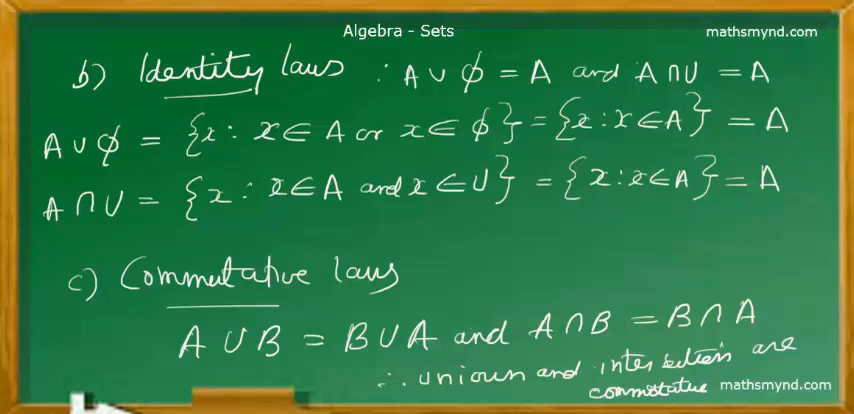 Algebra - Sets
mathsmynd.com
b) Identity laws ∴ A ∪ ϕ = A and A ∩ U = A
A ∪ ϕ = {x : x ∈ A or x ∈ ϕ} = {x : x ∈ A} = A
A ∩ U = {x : x ∈ A and x ∈ U} = {x : x ∈ A} = A
c) Commutative laws
A ∪ B = B ∪ A and A ∩ B = B ∩ A
∴ unioun and intersection are
commutative
mathsmynd.com